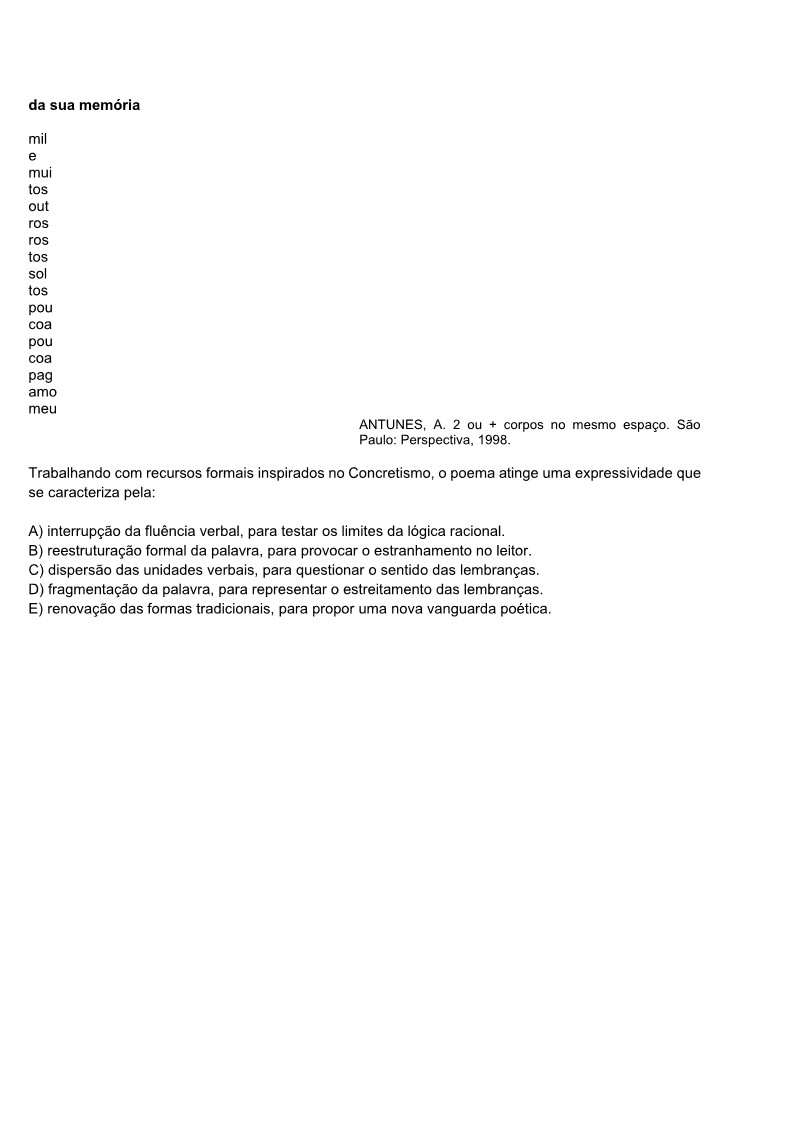 da sua memória
mil
e
mui
tos
out
ros
ros
tos
sol
tos
pou
coa
pou
coa
pag
amo
meu
ANTUNES, A. 2 ou + corpos no mesmo espaço. São
Paulo: Perspectiva, 1998.
Trabalhando com recursos formais inspirados no Concretismo, o poema atinge uma expressividade que
se caracteriza pela:
A) interrupção da fluência verbal, para testar os limites da lógica racional.
B) reestruturação formal da palavra, para provocar o estranhamento no leitor.
C) dispersão das unidades verbais, para questionar o sentido das lembranças.
D) fragmentação da palavra, para representar o estreitamento das lembranças.
E) renovação das formas tradicionais, para propor uma nova vanguarda poética.